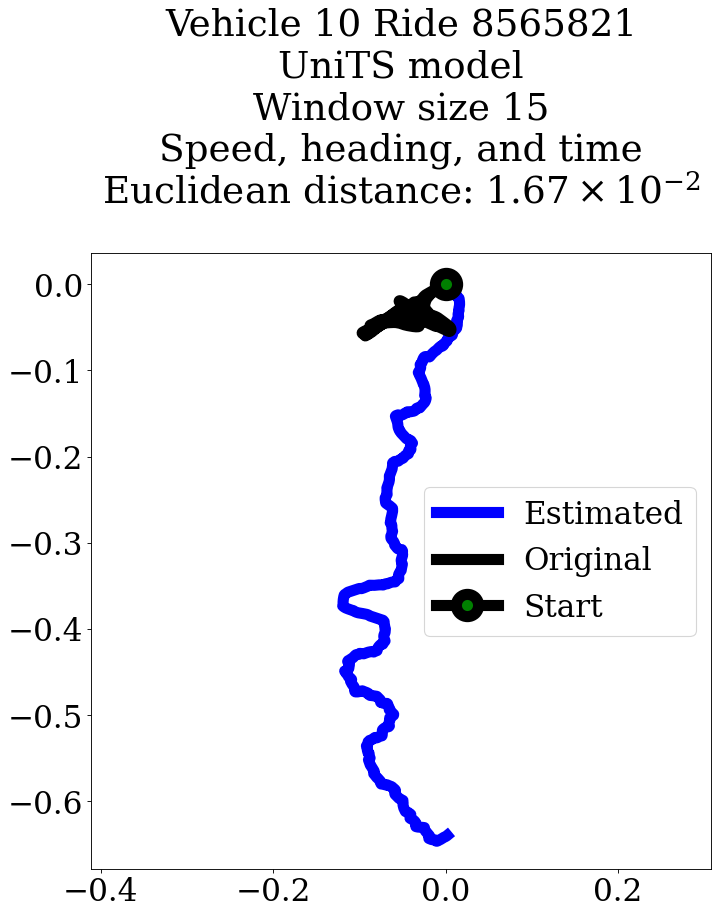 Vehicle 10 Ride 8565821
UniTS model
Window size 15
Speed, heading, and time
Euclidean distance: 1.67 × 10⁻²
0.0
−0.1
−0.2
−0.3
−0.4
−0.5
−0.6
Estimated
Original
Start
−0.4 −0.2 0.0 0.2